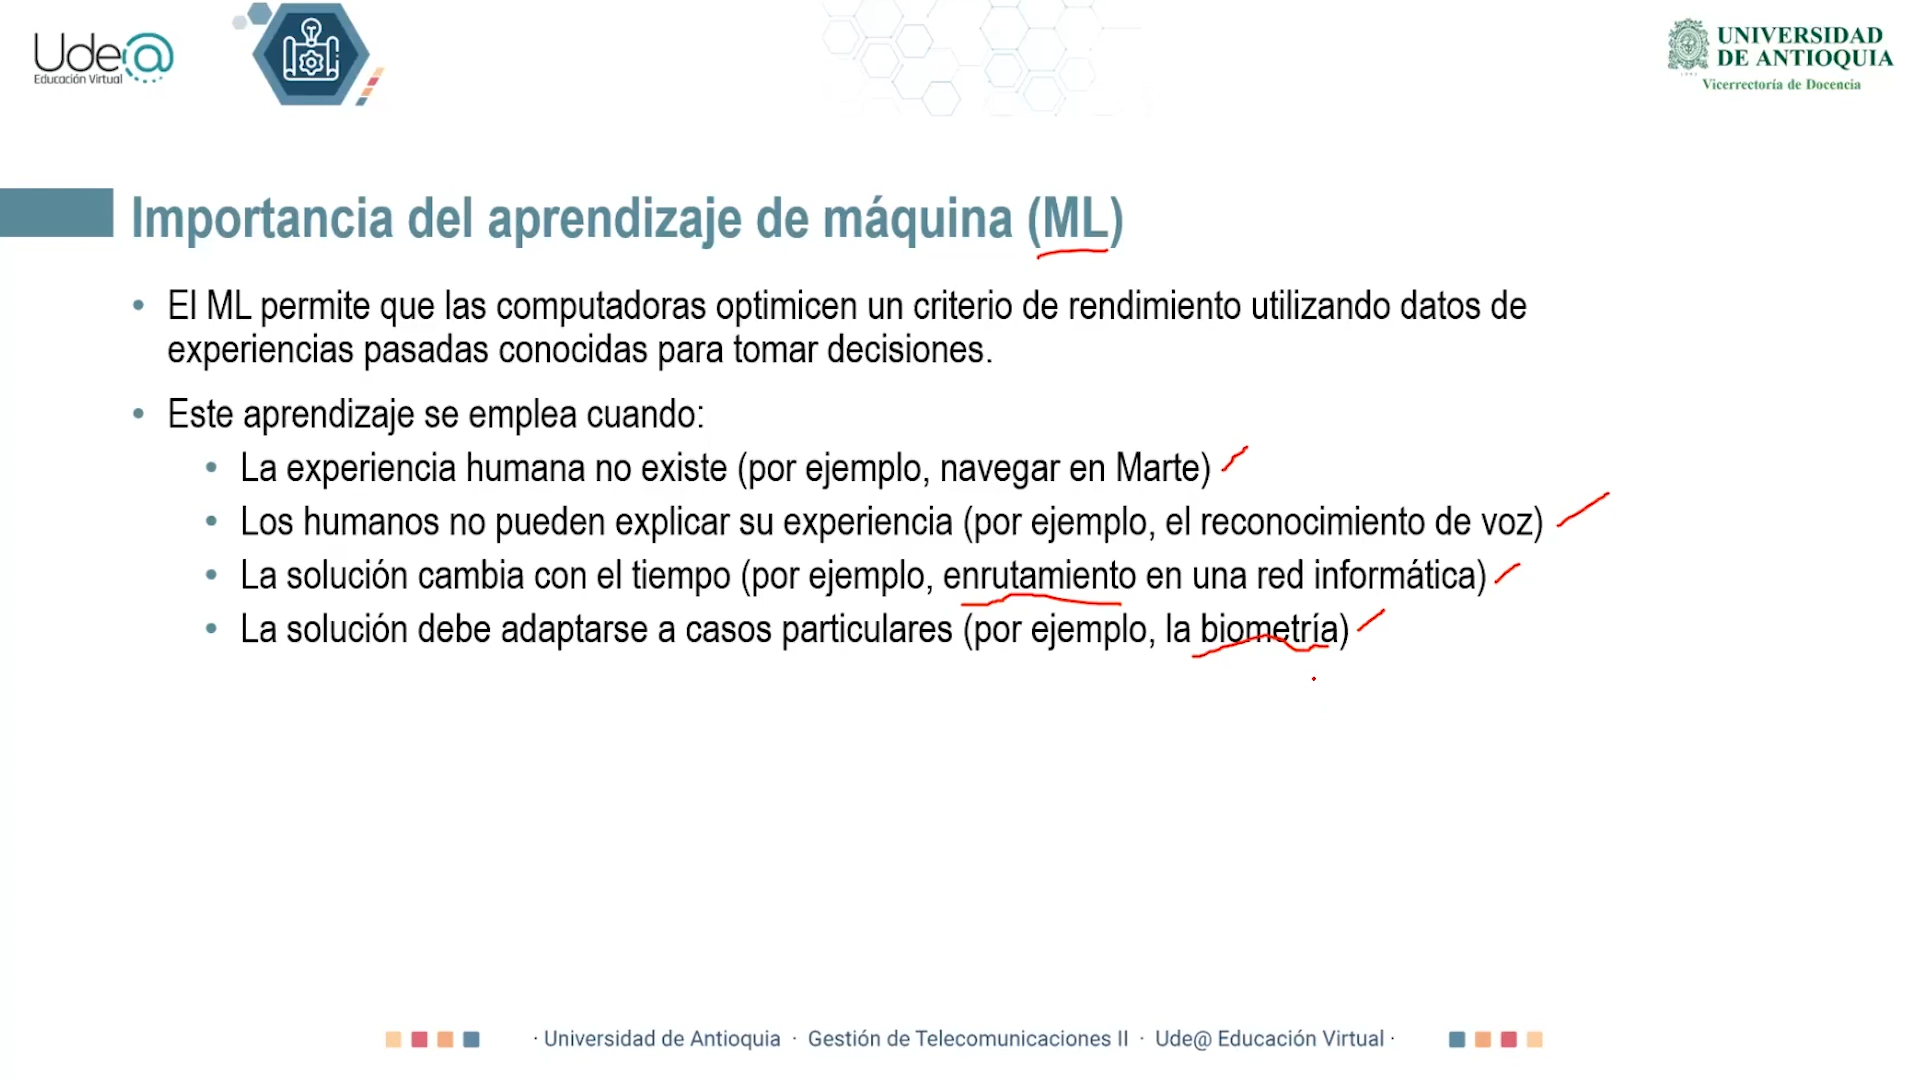 Ude@
Educación Virtual
UNIVERSIDAD
DE ANTIOQUIA
Vicerrectoría de Docencia
Importancia del aprendizaje de máquina (ML)
• El ML permite que las computadoras optimicen un criterio de rendimiento utilizando datos de
experiencias pasadas conocidas para tomar decisiones.
• Este aprendizaje se emplea cuando:
• La experiencia humana no existe (por ejemplo, navegar en Marte)
• Los humanos no pueden explicar su experiencia (por ejemplo, el reconocimiento de voz)
• La solución cambia con el tiempo (por ejemplo, enrutamiento en una red informática)
• La solución debe adaptarse a casos particulares (por ejemplo, la biometría)
· Universidad de Antioquia · Gestión de Telecomunicaciones II · Ude@ Educación Virtual ·